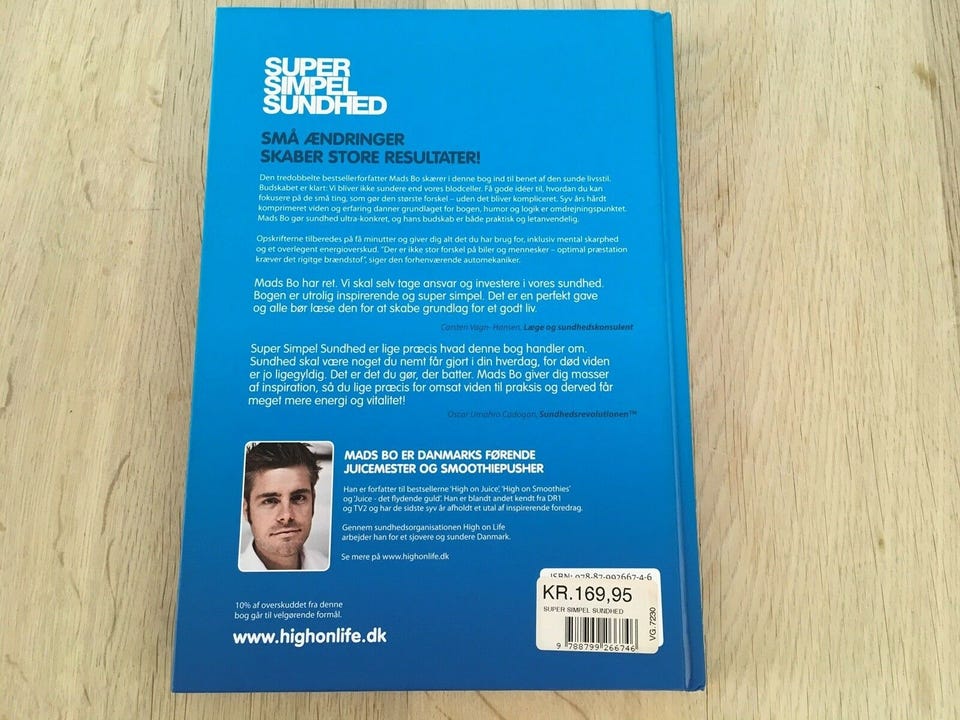 SUPER
SIMPEL
SUNDHED
SMÅ ÆNDRINGER
SKABER STORE RESULTATER!
Den tredobbelte bestsellerforfatter Mads Bo skærer i denne bog ind til benet af den sunde livsstil.
Budskabet er klart: Vi bliver ikke sundere end vores blodceller. Få gode idéer til, hvordan du kan
fokusere på de små ting, som gør den største forskel – uden det bliver kompliceret. Syv års hårdt
komprimeret viden og erfaring danner grundlaget for bogen, humor og logik er omdrejningspunktet.
Mads Bo gør sundhed ultra-konkret, og hans budskab er både praktisk og letanvendelig.
Opskrifterne tilberedes på få minutter og giver dig alt det du har brug for, inklusiv mental skarphed
og et overlegent energioverskud. "Der er ikke stor forskel på biler og mennesker – optimal præstation
kræver det rigitge brændstof", siger den forhenværende automekaniker.
Mads Bo har ret. Vi skal selv tage ansvar og investere i vores sundhed.
Bogen er utrolig inspirerende og super simpel. Det er en perfekt gave
og alle bør læse den for at skabe grundlag for et godt liv.
Carsten Vagn-Hansen, Læge og sundhedskonsulent
Super Simpel Sundhed er lige præcis hvad denne bog handler om.
Sundhed skal være noget du nemt får gjort i din hverdag, for død viden
er jo ligegyldig. Det er det du gør, der batter. Mads Bo giver dig masser
af inspiration, så du lige præcis for omsat viden til praksis og derved får
meget mere energi og vitalitet!
Oscar Umahro Cadogan, Sundhedsrevolutionen™
MADS BO ER DANMARKS FØRENDE
JUICEMESTER OG SMOOTHIEPUSHER
Han er forfatter til bestsellerne 'High on Juice', 'High on Smoothies'
og 'Juice - det flydende guld'. Han er blandt andet kendt fra DR1
og TV2 og har de sidste syv år afholdt et utal af inspirerende foredrag.
Gennem sundhedsorganisationen High on Life
arbejder han for et sjovere og sundere Danmark.
Se mere på www.highonlife.dk
10% af overskuddet fra denne
bog går til velgørende formål.
www.highonlife.dk
ISBN: 978-87-992667-4-6
KR.169,95
SUPER SIMPEL SUNDHED
VG.7230
9 788799 266746